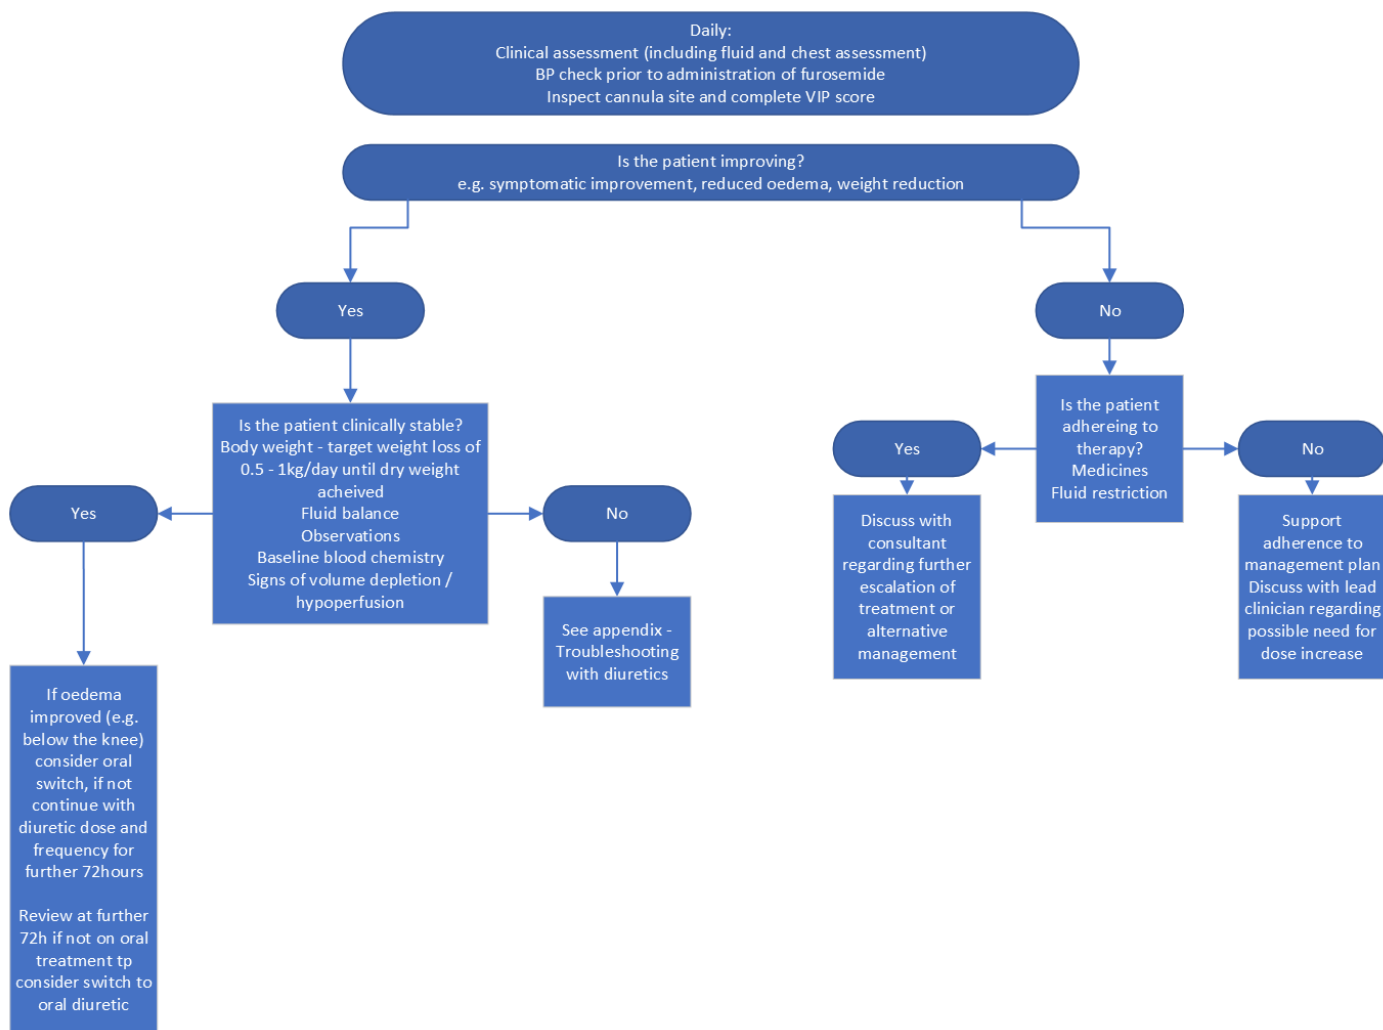 Daily:
Clinical assessment (including fluid and chest assessment)
BP check prior to administration of furosemide
Inspect cannula site and complete VIP score
Is the patient improving?
e.g. symptomatic improvement, reduced oedema, weight reduction
Yes
No
Is the patient clinically stable?
Body weight - target weight loss of
0.5 - 1kg/day until dry weight
acheived
Fluid balance
Observations
Baseline blood chemistry
Signs of volume depletion /
hypoperfusion
Yes
No
If oedema
improved (e.g.
below the knee)
consider oral
switch, if not
continue with
diuretic dose and
frequency for
further 72hours
Review at further
72h if not on oral
treatment tp
consider switch to
oral diuretic
See appendix -
Troubleshooting
with diuretics
Is the patient
adhereing to
therapy?
Medicines
Fluid restriction
Yes
No
Discuss with
consultant
regarding further
escalation of
treatment or
alternative
management
Support
adherence to
management plan
Discuss with lead
clinician regarding
possible need for
dose increase